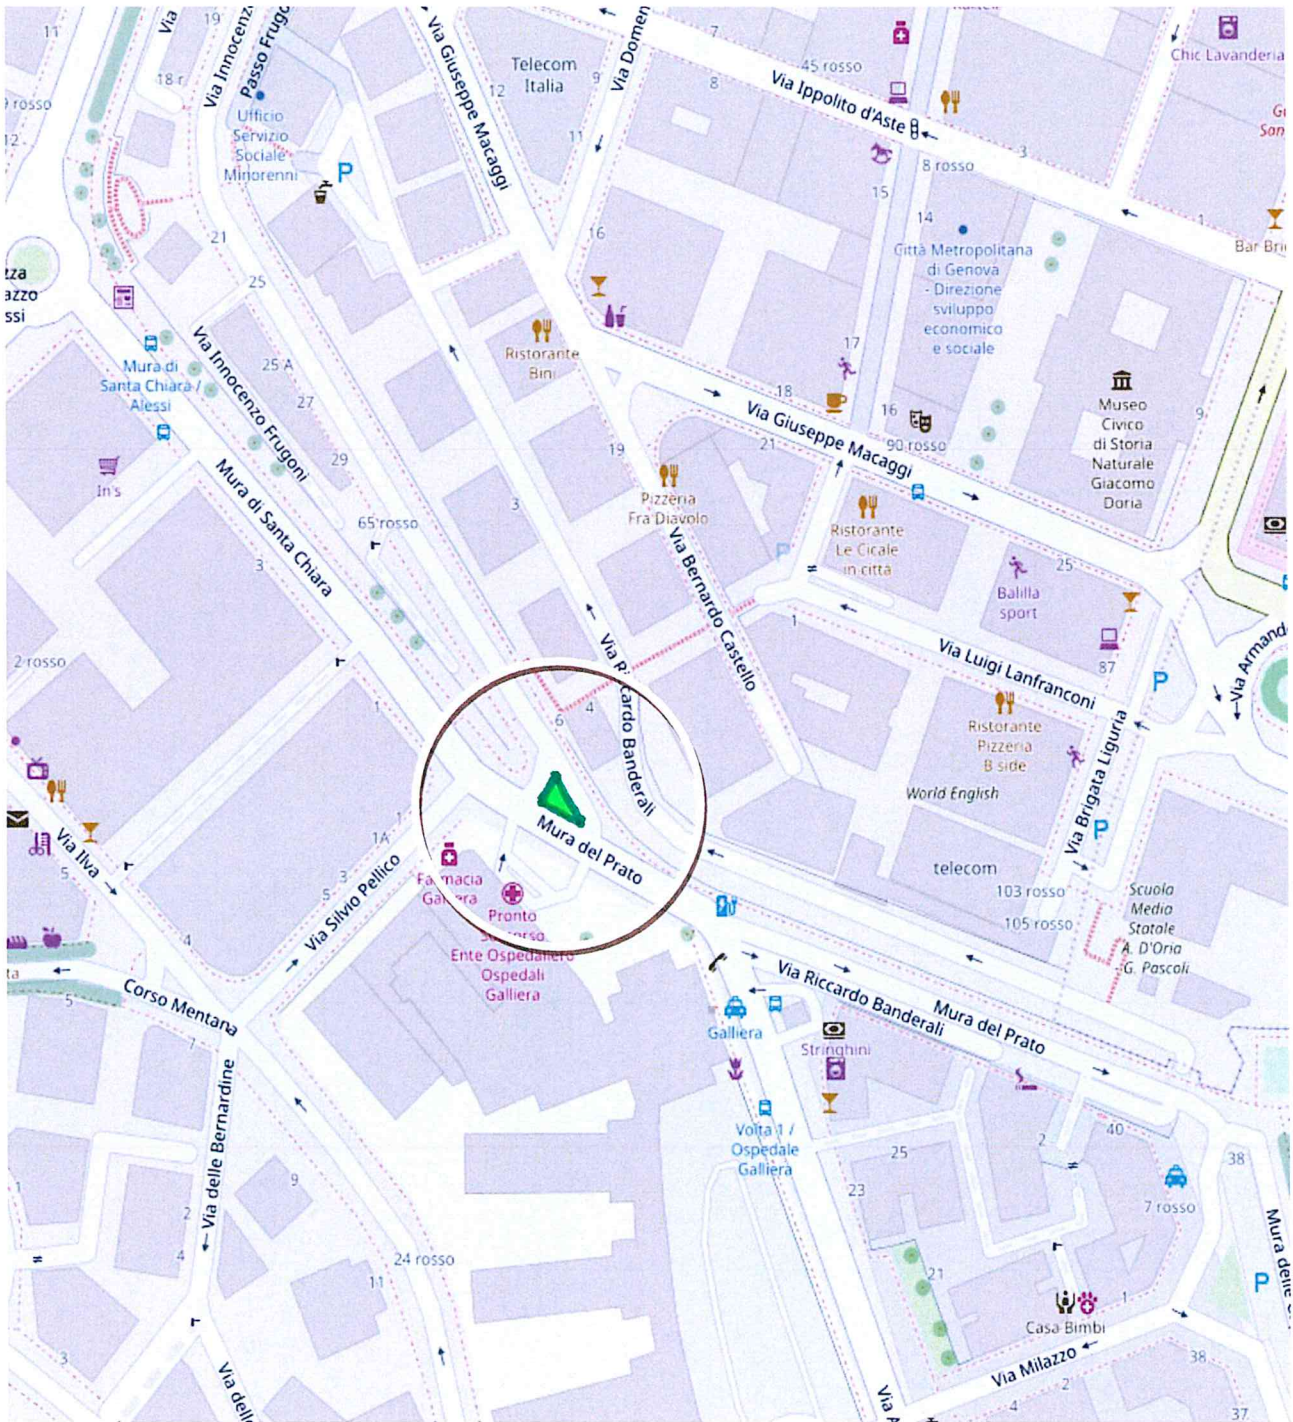 11
Via
19
Via Innocenzo
Passo Frugo
Via Giuseppe Macaggi
Telecom
Italia
Via Domen
7
45 rosso
Chic Lavanderia
18 r
9 rosso
Ufficio
Servizio
Sociale
Minorenni
12
9
8
Via Ippolito d'Aste
12
11
8 rosso
3
P
15
14
1
16
21
Città Metropolitana
di Genova
- Direzione
sviluppo
economico
e sociale
25
Via Innocenzo Frugoni
Mura di
Santa Chiara /
Alessi
25 A
Ristorante
Bini
17
18
Via Giuseppe Macaggi
16
90 rosso
Museo
Civico
di Storia
Naturale
Giacomo
Doria
9
27
19
21
In's
29
Mura di Santa Chiara
3
Pizzeria
Fra Diavolo
65 rosso
Ristorante
Le Cicale
in città
P
3
Via Bernardo Castello
25
Balilla
sport
1
Via Luigi Lanfranconi
87
P
Via Armando
2 rosso
1
6
4
Via Riccardo Banderali
Ristorante
Pizzeria
B side
World English
Via Brigata Liguria
P
Mura del Prato
Via Ilva
1
1A
3
5
Via Silvio Pellico
Farmacia
Galliera
Pronto
Soccorso
Ente Ospedaliero
Ospedali
Galliera
telecom
103 rosso
105 rosso
Scuola
Media
Statale
A. D'Oria
- G. Pascoli
5
4
Corso Mentana
5
7
Via Riccardo Banderali
Mura del Prato
Galliera
Stringhini
Via delle Bernardine
Volta 1 /
Ospedale
Galliera
2
40
25
38
23
7 rosso
1
9
2
4
24 rosso
11
21
P
Casa Bimbi
1
3
Via Milazzo
38
2
4
37